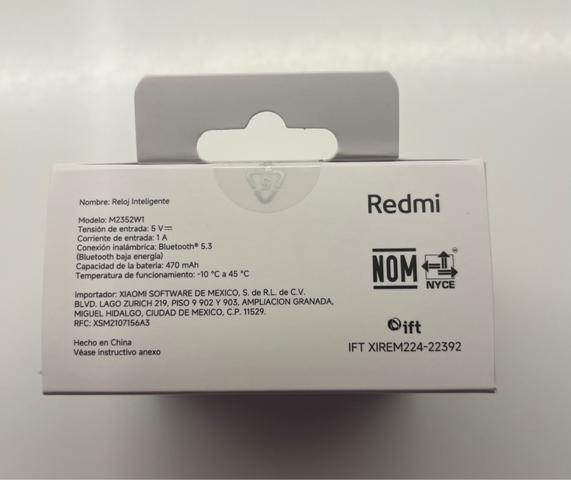 Nombre: Reloj Inteligente
Modelo: M2352W1
Tensión de entrada: 5 V⎓
Corriente de entrada: 1 A
Conexión inalámbrica: Bluetooth® 5.3
(Bluetooth baja energía)
Capacidad de la batería: 470 mAh
Temperatura de funcionamiento: -10 °C a 45 °C
Importador: XIAOMI SOFTWARE DE MEXICO, S. de R.L. de C.V.
BLVD. LAGO ZURICH 219, PISO 9 902 Y 903, AMPLIACION GRANADA,
MIGUEL HIDALGO, CIUDAD DE MEXICO, C.P. 11529.
RFC: XSM2107156A3
Hecho en China
Véase instructivo anexo
Redmi
NOM
NYCE
ift
IFT XIREM224-22392